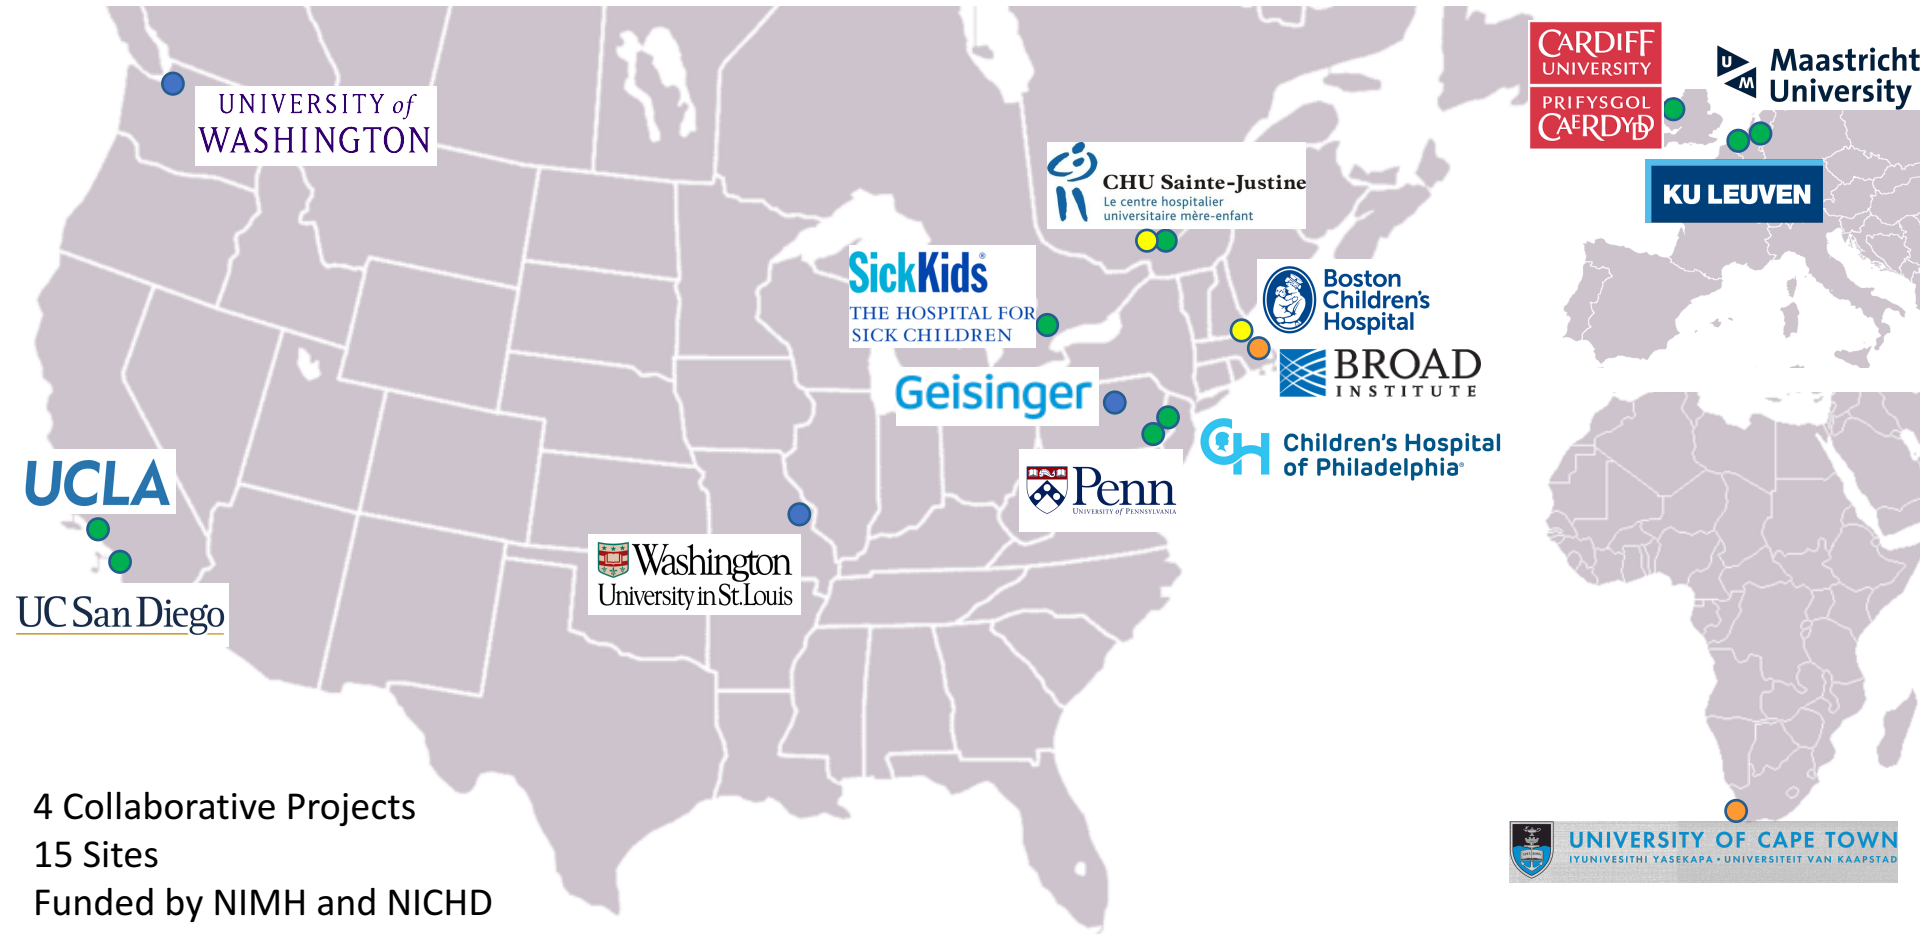 UNIVERSITY of
WASHINGTON
CARDIFF
UNIVERSITY
PRIFYSGOL
CAERDYDD
UM
Maastricht
University
KU LEUVEN
CHU Sainte-Justine
Le centre hospitalier
universitaire mère-enfant
SickKids®
THE HOSPITAL FOR
SICK CHILDREN
Boston
Children's
Hospital
BROAD
INSTITUTE
Geisinger
CH
Children's Hospital
of Philadelphia®
UCLA
Penn
UNIVERSITY of PENNSYLVANIA
Washington
University in St. Louis
UC San Diego
4 Collaborative Projects
15 Sites
Funded by NIMH and NICHD
UNIVERSITY OF CAPE TOWN
IYUNIVESITHI YASEKAPA • UNIVERSITEIT VAN KAAPSTAD